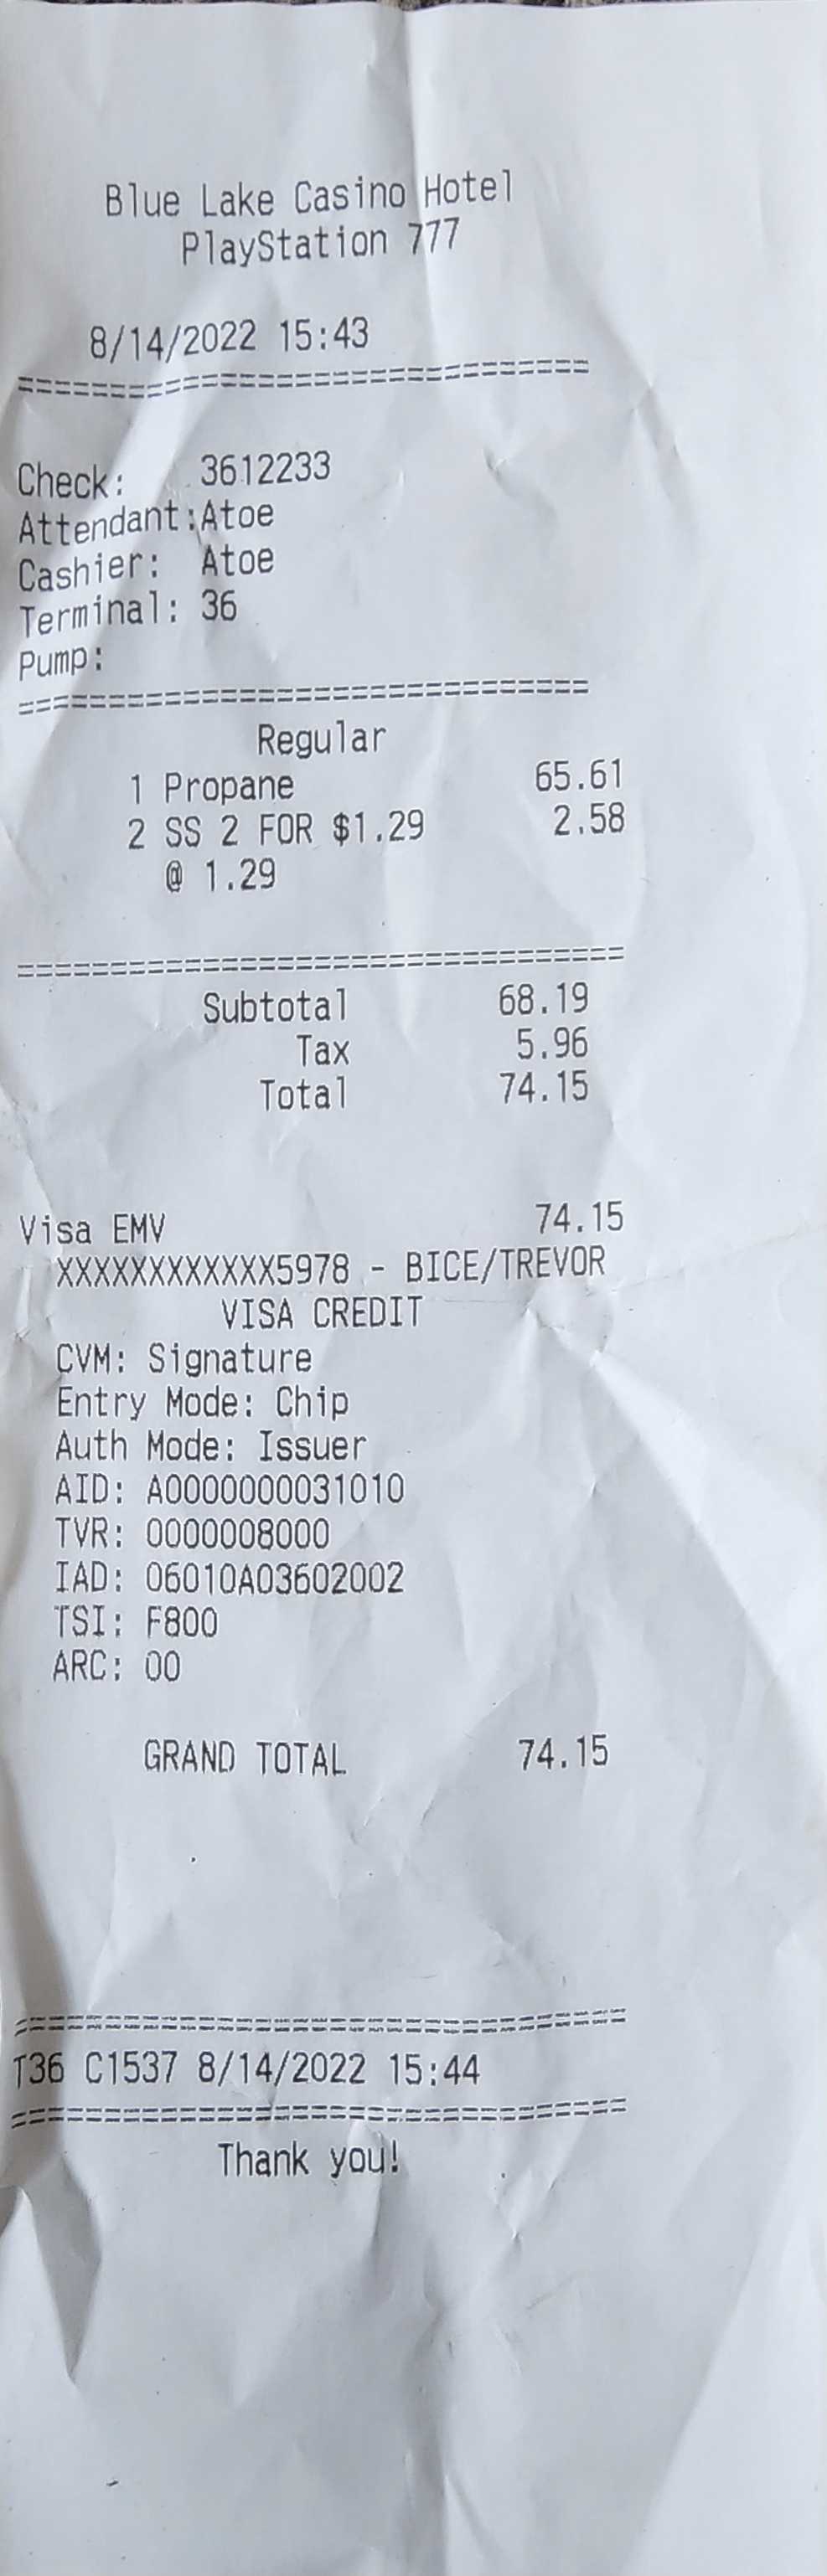 Blue Lake Casino Hotel
PlayStation 777
8/14/2022 15:43
================================
Check: 3612233
Attendant:Atoe
Cashier: Atoe
Terminal: 36
Pump:
================================
Regular
1 Propane 65.61
2 SS 2 FOR $1.29 2.58
@ 1.29
=================================
Subtotal 68.19
Tax 5.96
Total 74.15
Visa EMV 74.15
XXXXXXXXXXXX5978 - BICE/TREVOR
VISA CREDIT
CVM: Signature
Entry Mode: Chip
Auth Mode: Issuer
AID: A0000000031010
TVR: 0000008000
IAD: 06010A03602002
TSI: F800
ARC: 00
GRAND TOTAL 74.15
=================================
T36 C1537 8/14/2022 15:44
=================================
Thank you!